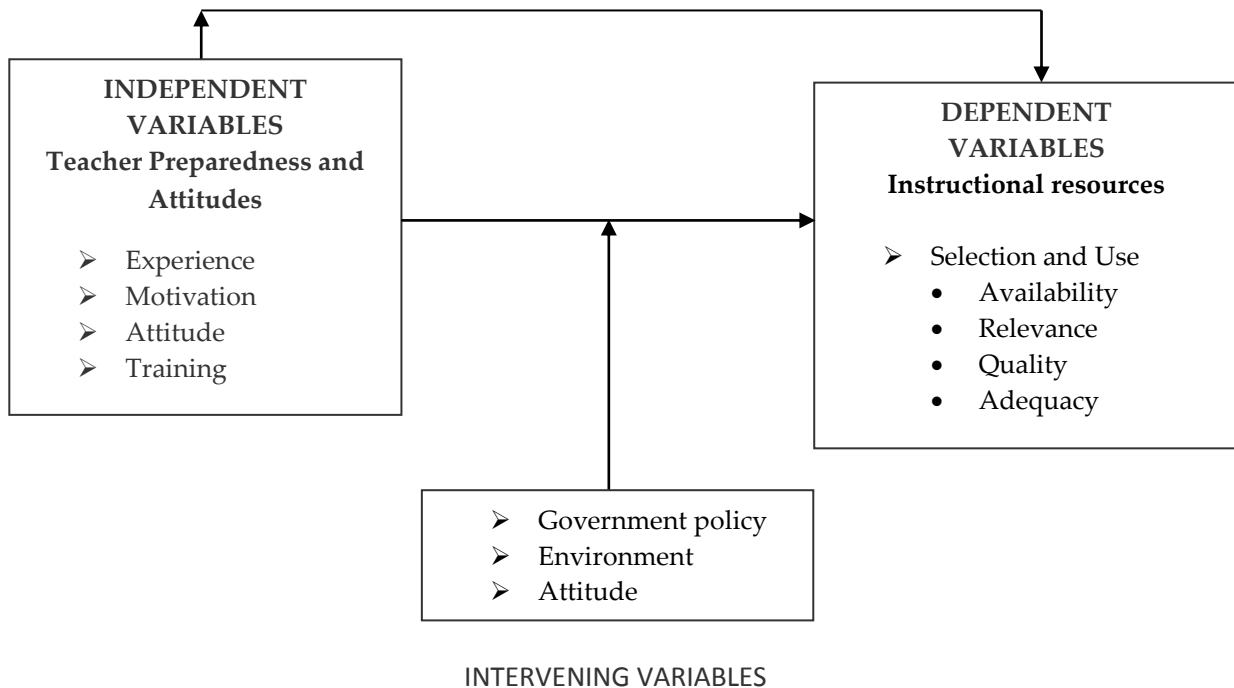 INDEPENDENT
VARIABLES
Teacher Preparedness and
Attitudes
➢ Experience
➢ Motivation
➢ Attitude
➢ Training
DEPENDENT
VARIABLES
Instructional resources
➢ Selection and Use
• Availability
• Relevance
• Quality
• Adequacy
➢ Government policy
➢ Environment
➢ Attitude
INTERVENING VARIABLES